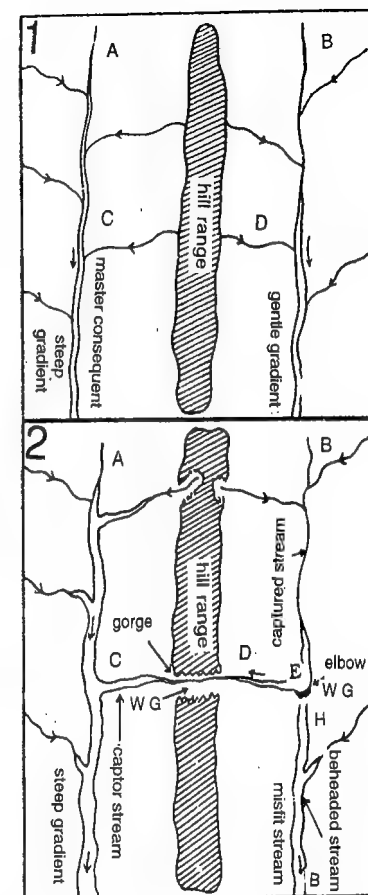 1
A
B
C
D
hill range
master consequent
steep gradient
gentle gradient :
2
A
B
hill range
captured stream
gorge
C
D
E
elbow
W G
W G
H
captor stream
steep gradient
misfit stream
beheaded stream
B